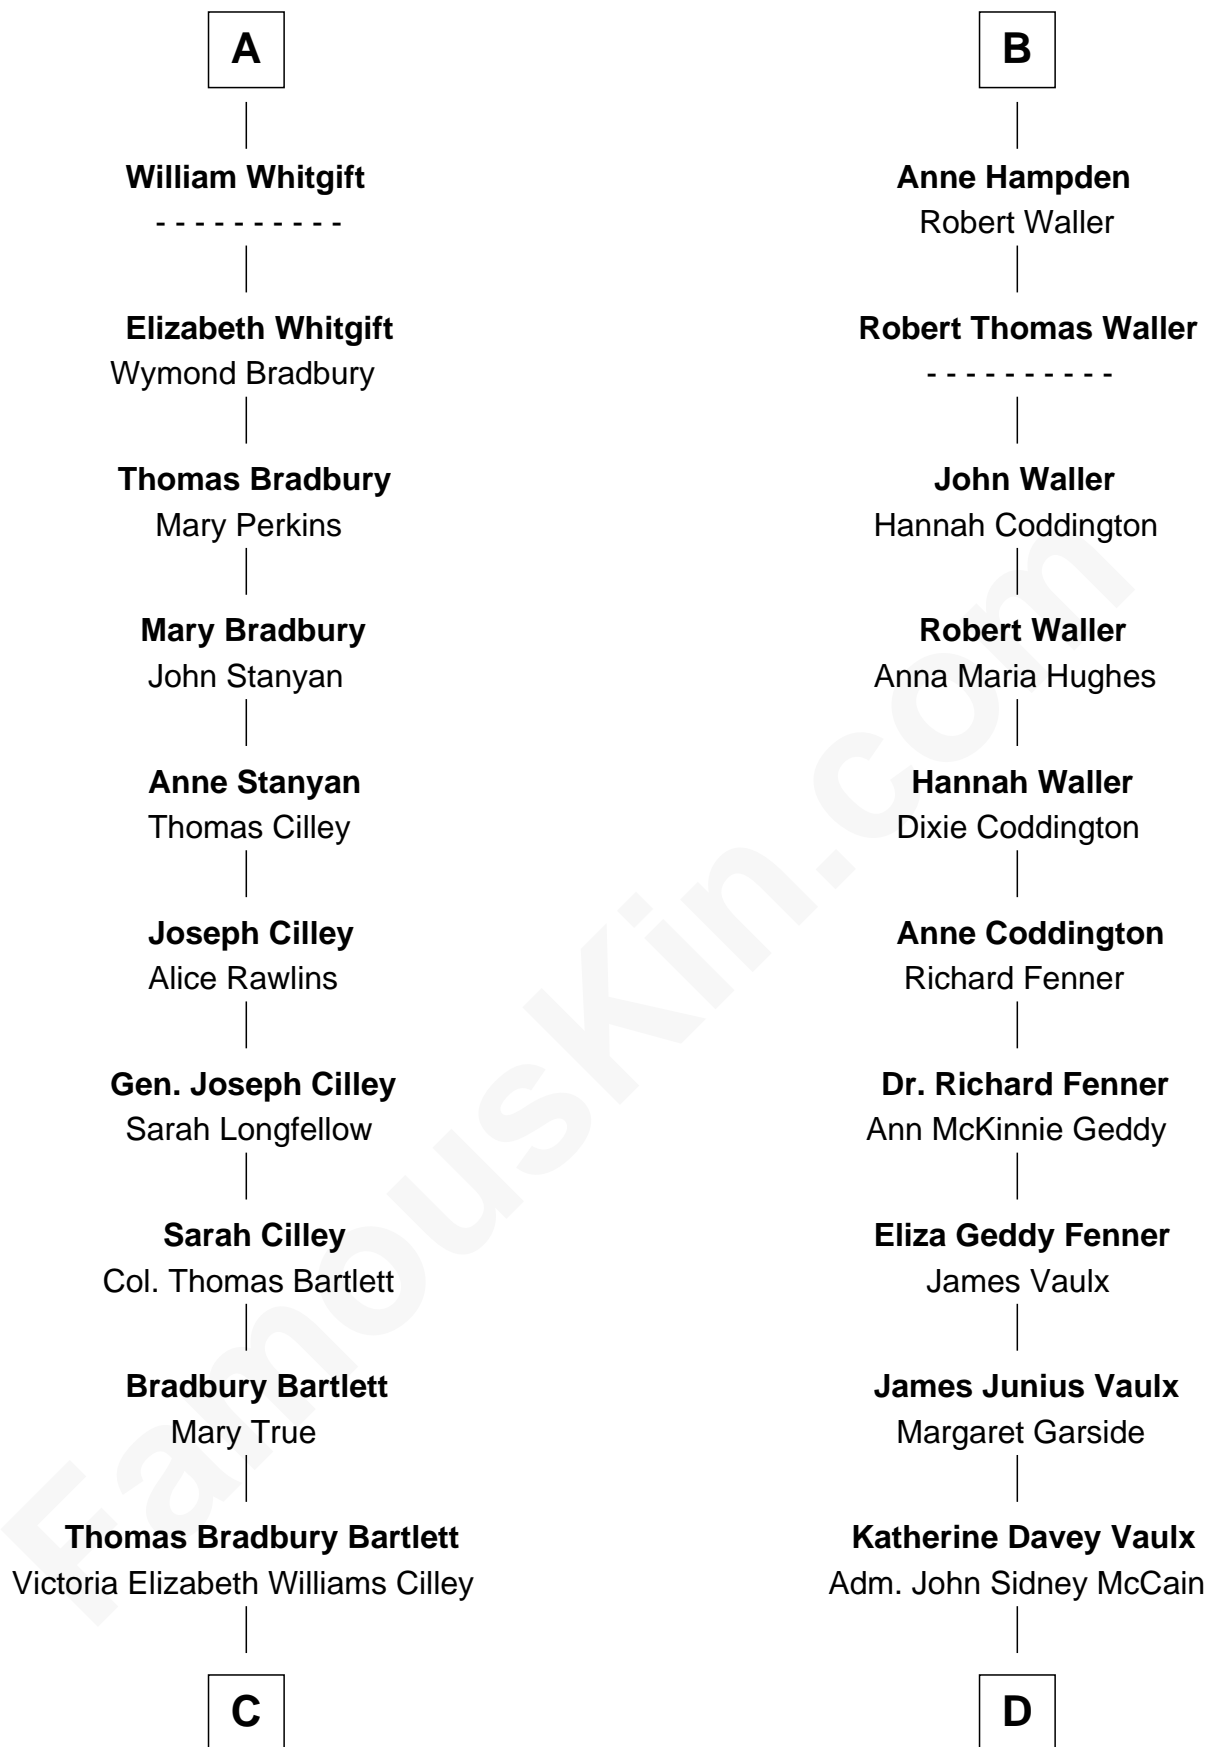 A
William Whitgift
- - - - - - - - - -
Elizabeth Whitgift
Wymond Bradbury
Thomas Bradbury
Mary Perkins
Mary Bradbury
John Stanyan
Anne Stanyan
Thomas Cilley
Joseph Cilley
Alice Rawlins
Gen. Joseph Cilley
Sarah Longfellow
Sarah Cilley
Col. Thomas Bartlett
Bradbury Bartlett
Mary True
Thomas Bradbury Bartlett
Victoria Elizabeth Williams Cilley
C
B
Anne Hampden
Robert Waller
Robert Thomas Waller
- - - - - - - - - -
John Waller
Hannah Coddington
Robert Waller
Anna Maria Hughes
Hannah Waller
Dixie Coddington
Anne Coddington
Richard Fenner
Dr. Richard Fenner
Ann McKinnie Geddy
Eliza Geddy Fenner
James Vaulx
James Junius Vaulx
Margaret Garside
Katherine Davey Vaulx
Adm. John Sidney McCain
D
FamousKin.com